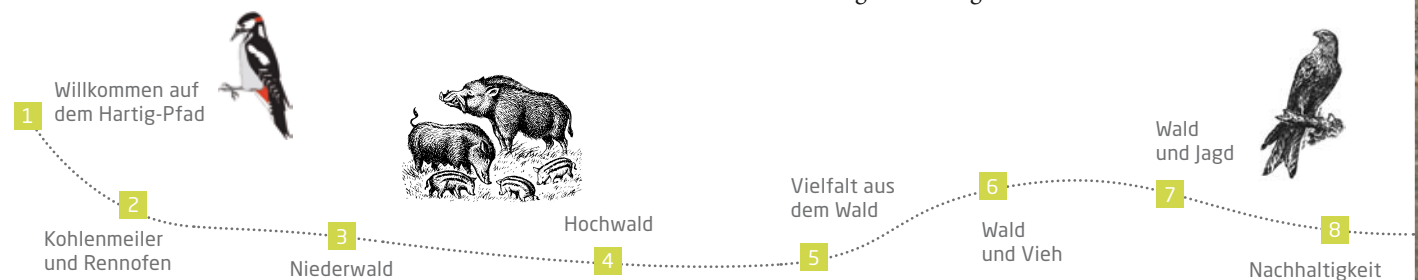 1
Willkommen auf
dem Hartig-Pfad
2
Kohlenmeiler
und Rennofen
3
Niederwald
Hochwald
4
Vielfalt aus
dem Wald
5
6
Wald
und Vieh
Wald
und Jagd
7
8
Nachhaltigkeit